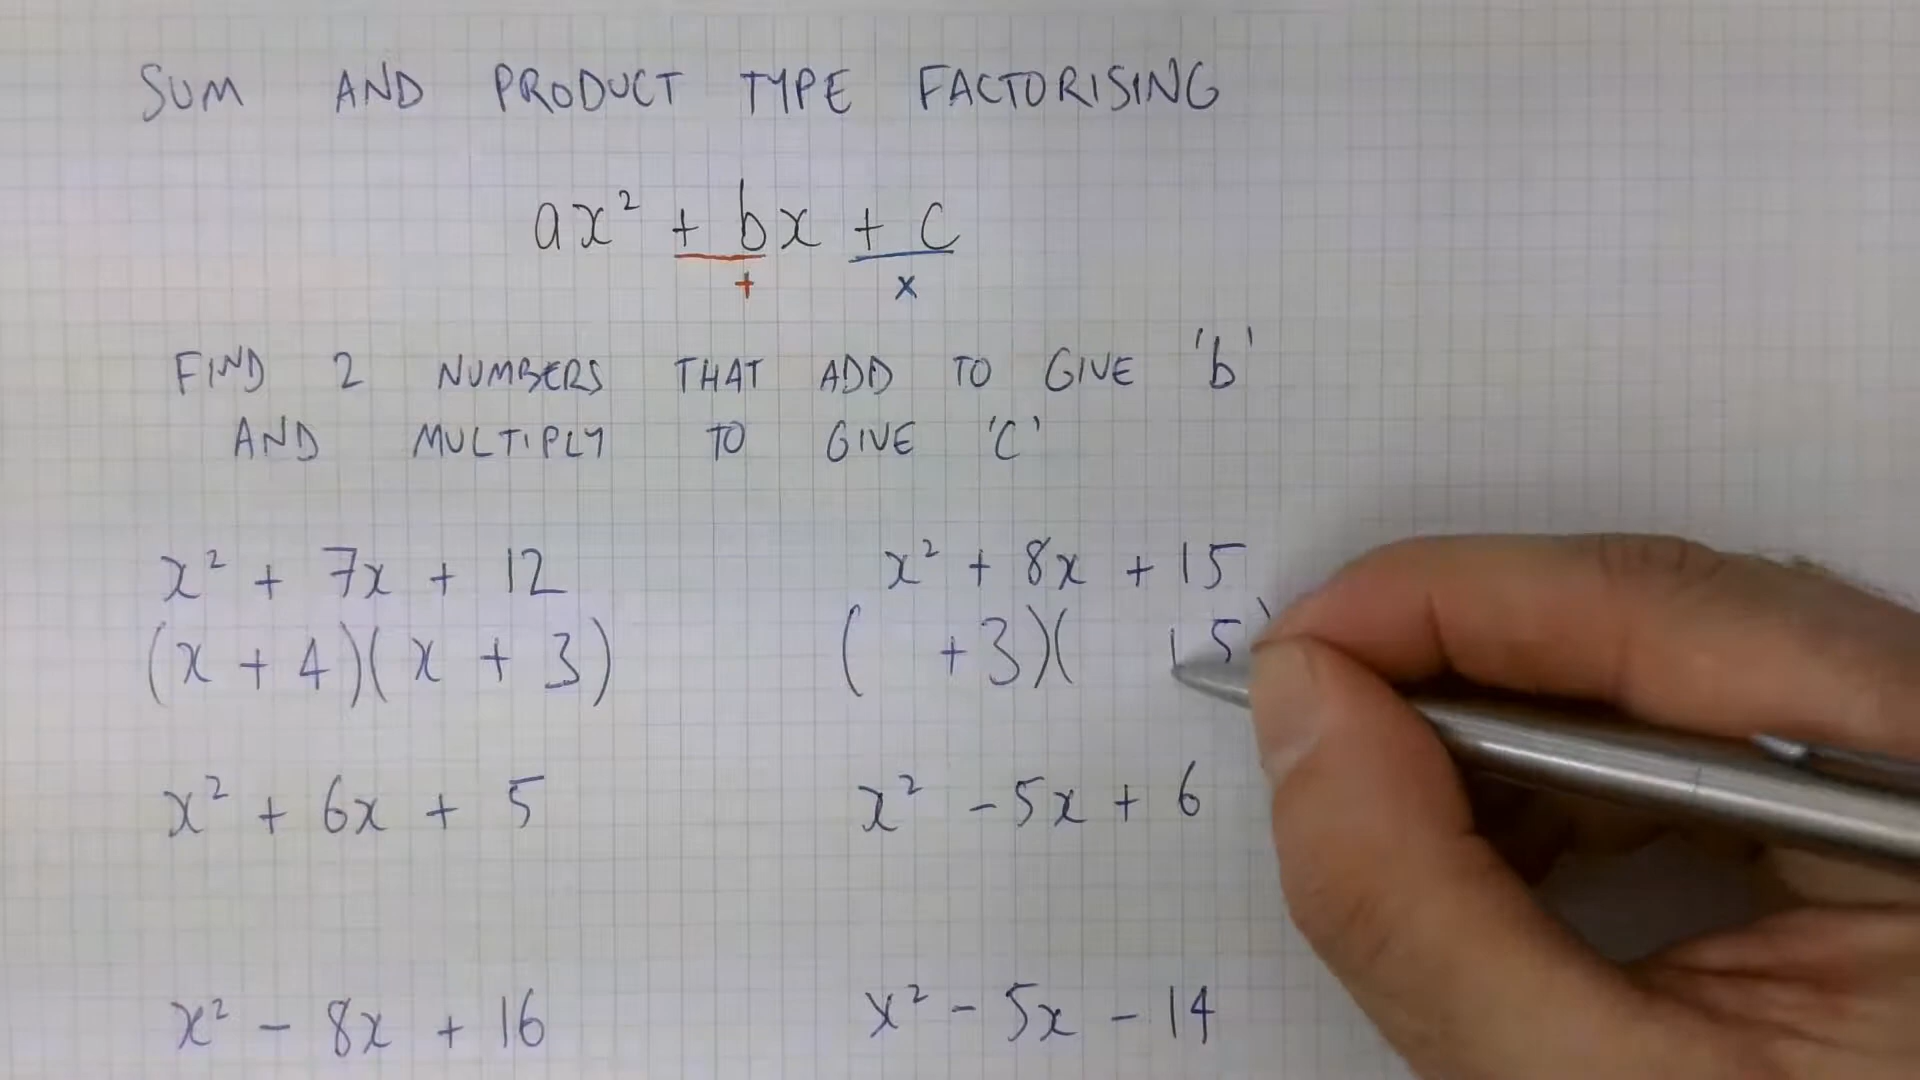 SUM AND PRODUCT TYPE FACTORISING
ax² + bx + c
+ x
FIND 2 NUMBERS THAT ADD TO GIVE 'b'
AND MULTIPLY TO GIVE 'C'
x² + 7x + 12
(x + 4)(x + 3)
x² + 8x + 15
( +3)( 5)
x² + 6x + 5
x² - 5x + 6
x² - 8x + 16
x² - 5x - 14